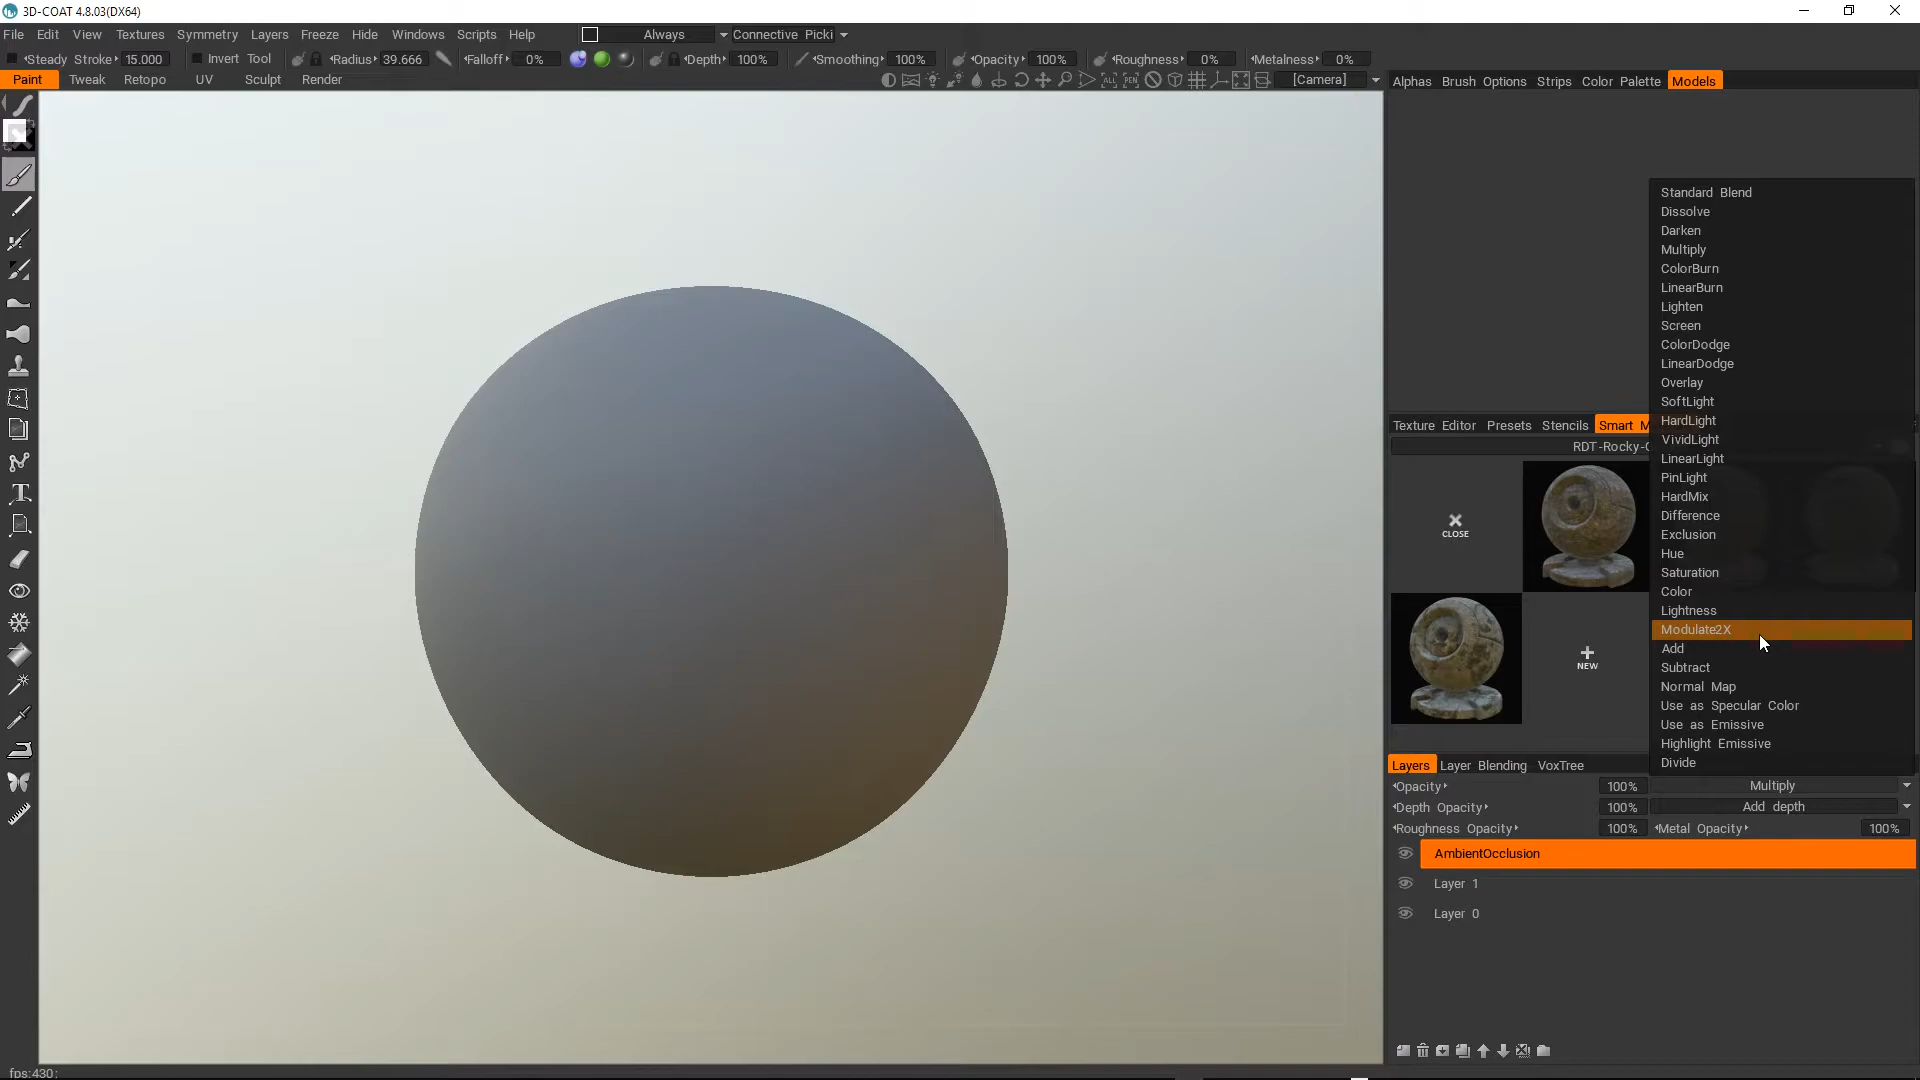 3D-COAT 4.8.03(DX64)
File Edit View Textures Symmetry Layers Freeze Hide Windows Scripts Help Always Connective Picki
Steady Stroke 15.000 Invert Tool Radius 39.666 Falloff 0% Depth 100% Smoothing 100% Opacity 100% Roughness 0% Metalness 0%
Paint Tweak Retopo UV Sculpt Render [Camera]
Alphas Brush Options Strips Color Palette Models
Standard Blend
Dissolve
Darken
Multiply
ColorBurn
LinearBurn
Lighten
Screen
ColorDodge
LinearDodge
Overlay
SoftLight
HardLight
VividLight
LinearLight
PinLight
HardMix
Difference
Exclusion
Hue
Saturation
Color
Lightness
Modulate2X
Add
Subtract
Normal Map
Use as Specular Color
Use as Emissive
Highlight Emissive
Divide
Texture Editor Presets Stencils Smart M
RDT-Rocky-
CLOSE
NEW
Layers Layer Blending VoxTree
Opacity 100% Multiply
Depth Opacity 100% Add depth
Roughness Opacity 100% Metal Opacity 100%
AmbientOcclusion
Layer 1
Layer 0
fps:430;